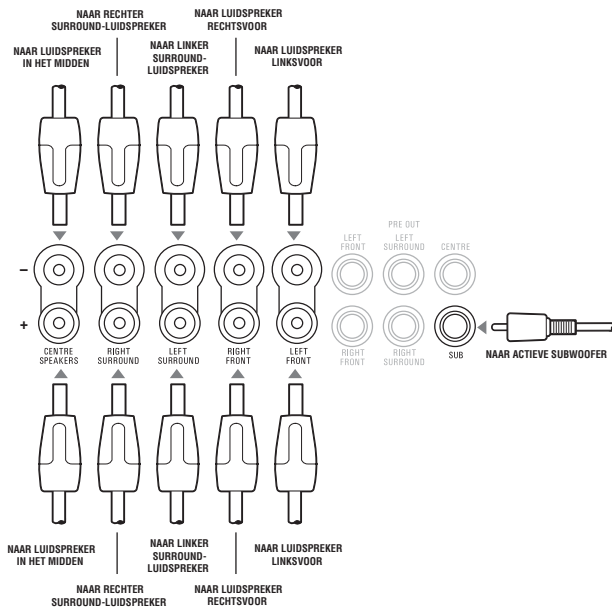 NAAR RECHTER
SURROUND-LUIDSPREKER
NAAR LUIDSPREKER
RECHTSVOOR
NAAR LUIDSPREKER
IN HET MIDDEN
NAAR LINKER
SURROUND-
LUIDSPREKER
NAAR LUIDSPREKER
LINKSVOOR
PRE OUT
LEFT
FRONT
LEFT
SURROUND
CENTRE
–
+
CENTRE
SPEAKERS
RIGHT
SURROUND
LEFT
SURROUND
RIGHT
FRONT
LEFT
FRONT
RIGHT
FRONT
RIGHT
SURROUND
SUB
NAAR ACTIEVE SUBWOOFER
NAAR LUIDSPREKER
IN HET MIDDEN
NAAR LINKER
SURROUND-
LUIDSPREKER
NAAR LUIDSPREKER
LINKSVOOR
NAAR RECHTER
SURROUND-LUIDSPREKER
NAAR LUIDSPREKER
RECHTSVOOR